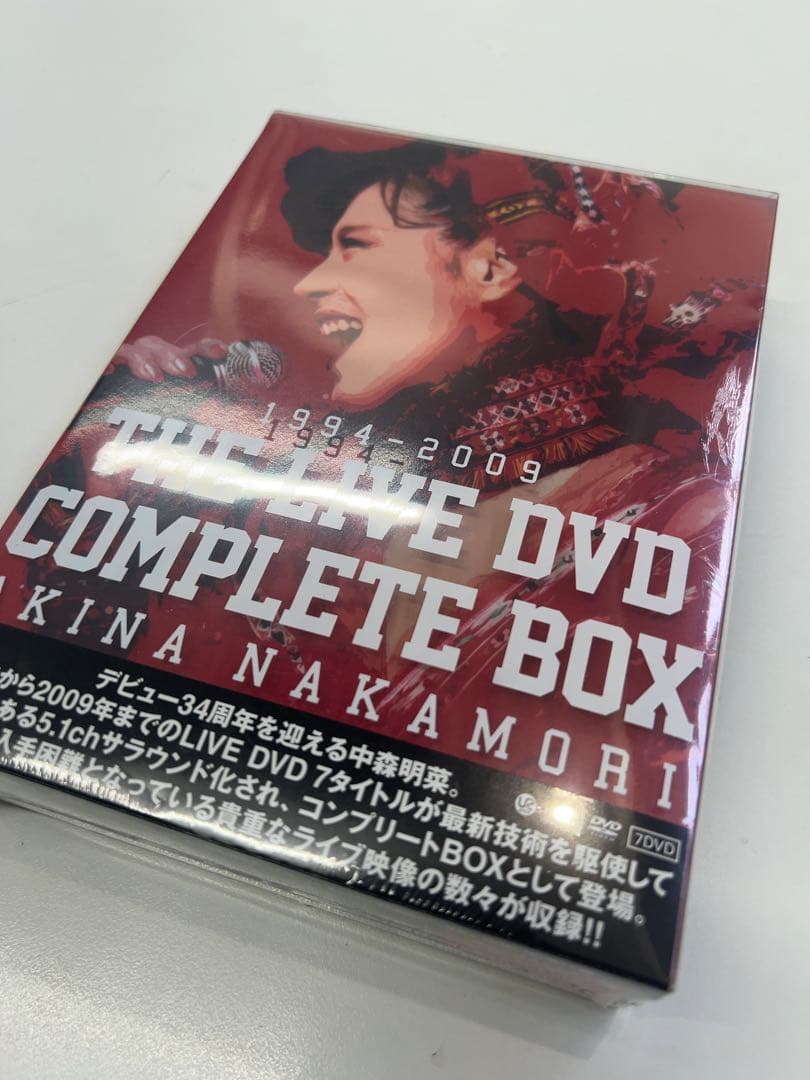 1994-2009
1994-
THE LIVE DVD
COMPLETE BOX
AKINA NAKAMORI
デビュー34周年を迎える中森明菜。
から2009年までのLIVE DVD 7タイトルが最新技術を駆使して
ある5.1chサラウンド化され、コンプリートBOXとして登場。
入手困難となっている貴重なライブ映像の数々が収録!!
DVD
7DVD